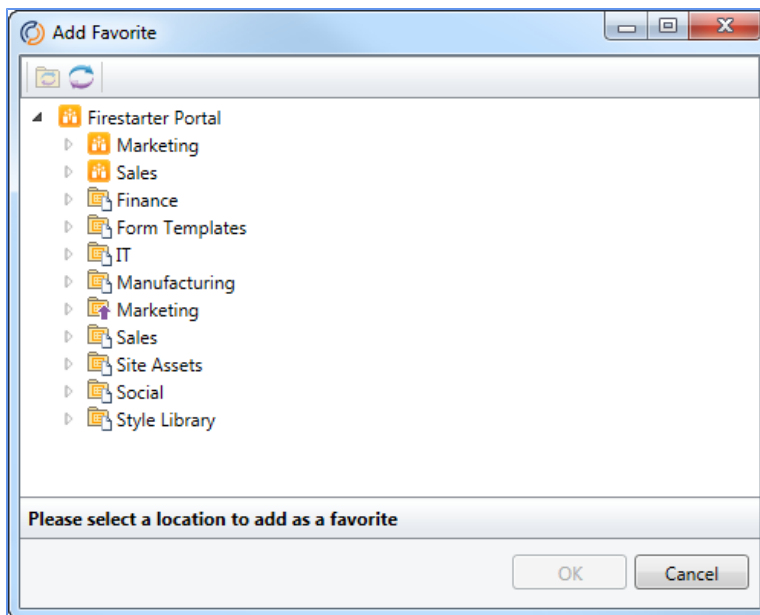 Add Favorite
Firestarter Portal
Marketing
Sales
Finance
Form Templates
IT
Manufacturing
Marketing
Sales
Site Assets
Social
Style Library
Please select a location to add as a favorite
OK
Cancel